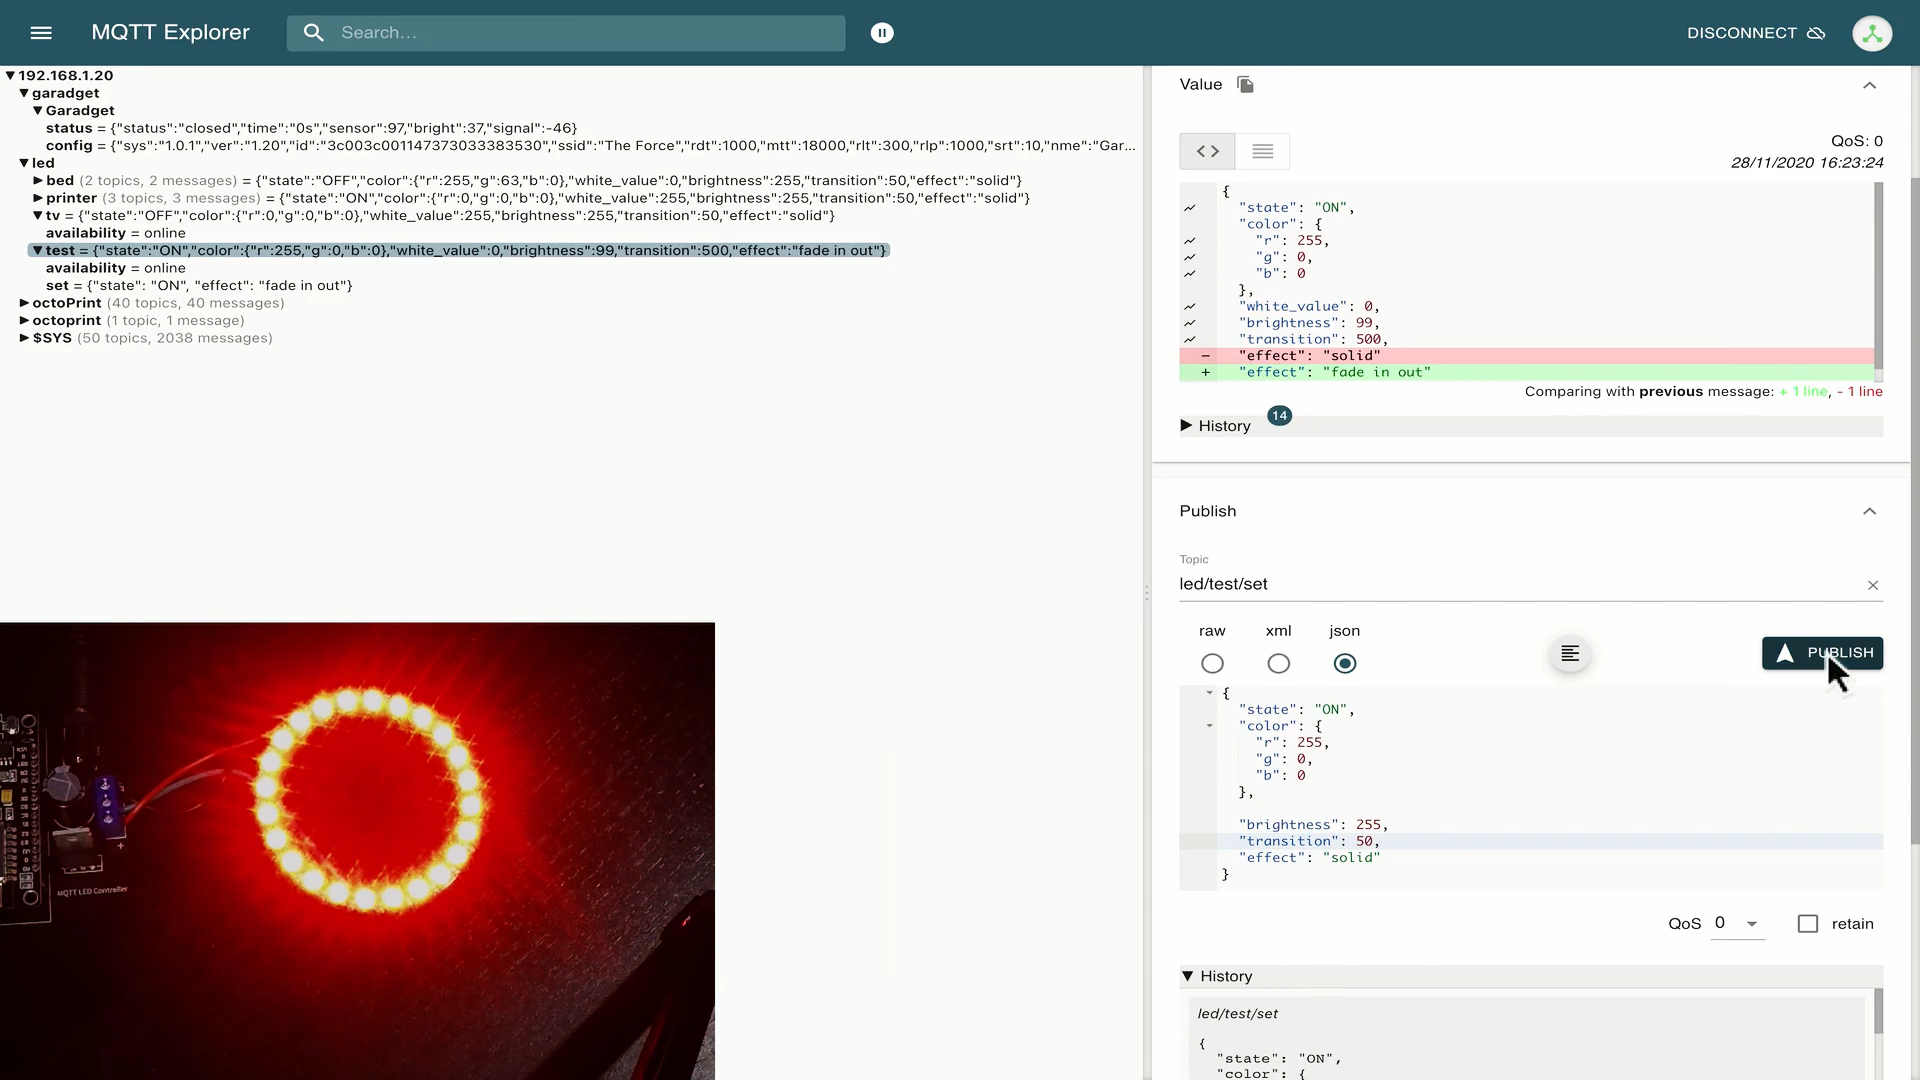 MQTT Explorer
Search...
DISCONNECT
192.168.1.20
garadget
Garadget
status = {"status":"closed","time":"0s","sensor":97,"bright":37,"signal":-46}
config = {"sys":"1.0.1","ver":"1.20","id":"3c003c001147373033383530","ssid":"The Force","rdt":1000,"mtt":18000,"rlt":300,"rlp":1000,"srt":10,"nme":"Gar...
led
bed (2 topics, 2 messages) = {"state":"OFF","color":{"r":255,"g":63,"b":0},"white_value":0,"brightness":255,"transition":50,"effect":"solid"}
printer (3 topics, 3 messages) = {"state":"ON","color":{"r":0,"g":0,"b":0},"white_value":255,"brightness":255,"transition":50,"effect":"solid"}
tv = {"state":"OFF","color":{"r":0,"g":0,"b":0},"white_value":255,"brightness":255,"transition":50,"effect":"solid"}
availability = online
test = {"state":"ON","color":{"r":255,"g":0,"b":0},"white_value":0,"brightness":99,"transition":500,"effect":"fade in out"}
availability = online
set = {"state": "ON", "effect": "fade in out"}
octoPrint (40 topics, 40 messages)
octoprint (1 topic, 1 message)
$SYS (50 topics, 2038 messages)
MQTT LED Controller
Value
QoS: 0
28/11/2020 16:23:24
{
"state": "ON",
"color": {
"r": 255,
"g": 0,
"b": 0
},
"white_value": 0,
"brightness": 99,
"transition": 500,
- "effect": "solid"
+ "effect": "fade in out"
Comparing with previous message: + 1 line, - 1 line
History 14
Publish
Topic
led/test/set
raw xml json
PUBLISH
{
"state": "ON",
"color": {
"r": 255,
"g": 0,
"b": 0
},
"brightness": 255,
"transition": 50,
"effect": "solid"
}
QoS 0 retain
History
led/test/set
{
"state": "ON",
"color": {